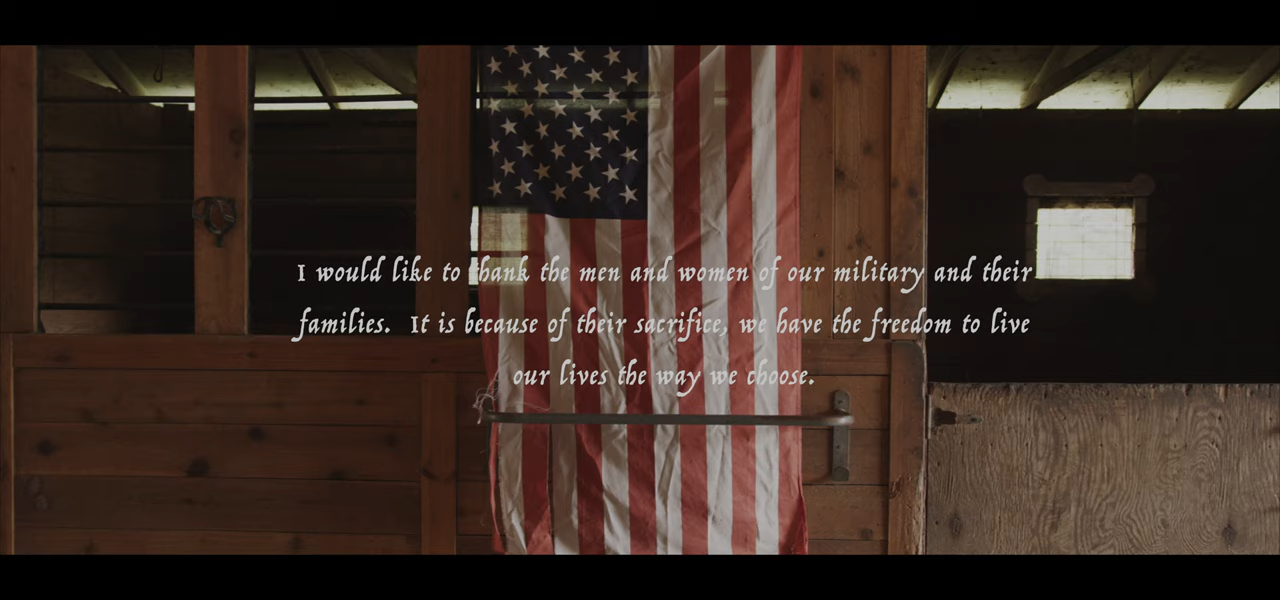 I would like to thank the men and women of our military and their
families.  It is because of their sacrifice, we have the freedom to live
our lives the way we choose.